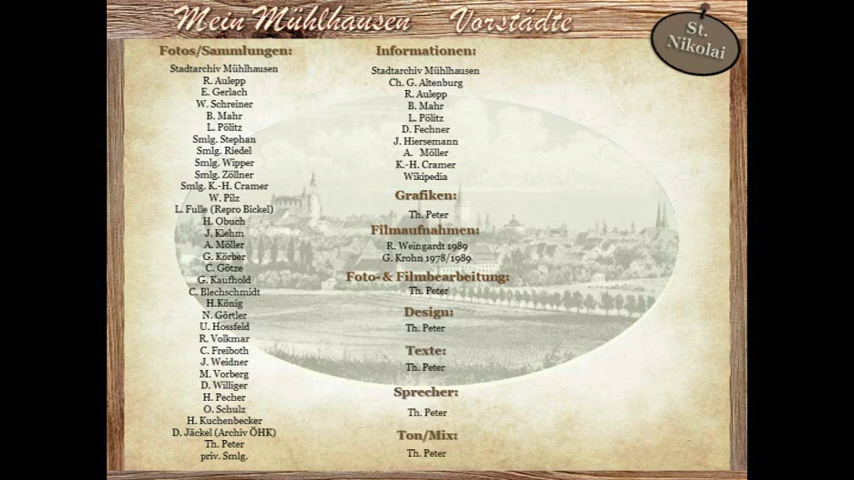 Mein Mühlhausen Vorstädte
St.
Nikolai
Fotos/Sammlungen:
Stadtarchiv Mühlhausen
R. Aulepp
E. Gerlach
W. Schreiner
B. Mahr
L. Pölitz
Smlg. Stephan
Smlg. Riedel
Smlg. Wipper
Smlg. Zöllner
Smlg. K.-H. Cramer
W. Pilz
L. Fulle (Repro Bickel)
H. Obuch
J. Kiehm
A. Möller
G. Körber
C. Götze
G. Kaufhold
C. Blechschmidt
H.König
N. Görtler
U. Hossfeld
R. Volkmar
C. Freiboth
J. Weidner
M. Vorberg
D. Williger
H. Pecher
O. Schulz
H. Kuchenbecker
D. Jäckel (Archiv ÖHK)
Th. Peter
priv. Smlg.
Informationen:
Stadtarchiv Mühlhausen
Ch. G. Altenburg
R. Aulepp
B. Mahr
L. Pölitz
D. Fechner
J. Hiersemann
A. Möller
K.-H. Cramer
Wikipedia
Grafiken:
Th. Peter
Filmaufnahmen:
R. Weingardt 1989
G. Krohn 1978/1989
Foto- & Filmbearbeitung:
Th. Peter
Design:
Th. Peter
Texte:
Th. Peter
Sprecher:
Th. Peter
Ton/Mix:
Th. Peter